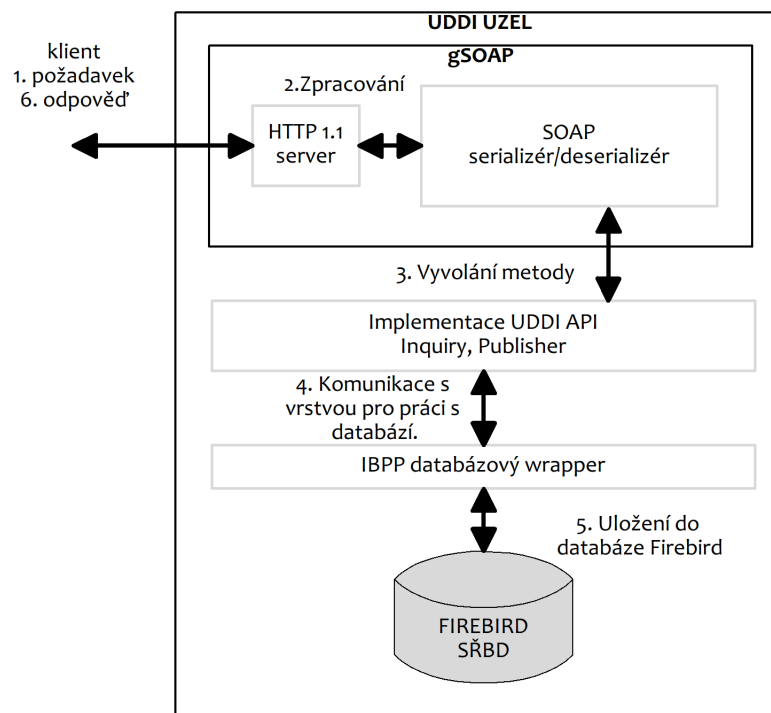 UDDI UZEL
gSOAP
klient
1. požadavek
6. odpověď
2.Zpracování
HTTP 1.1
server
SOAP
serializér/deserializér
3. Vyvolání metody
Implementace UDDI API
Inquiry, Publisher
4. Komunikace s
vrstvou pro práci s
databází.
IBPP databázový wrapper
5. Uložení do
databáze Firebird
FIREBIRD
SŘBD